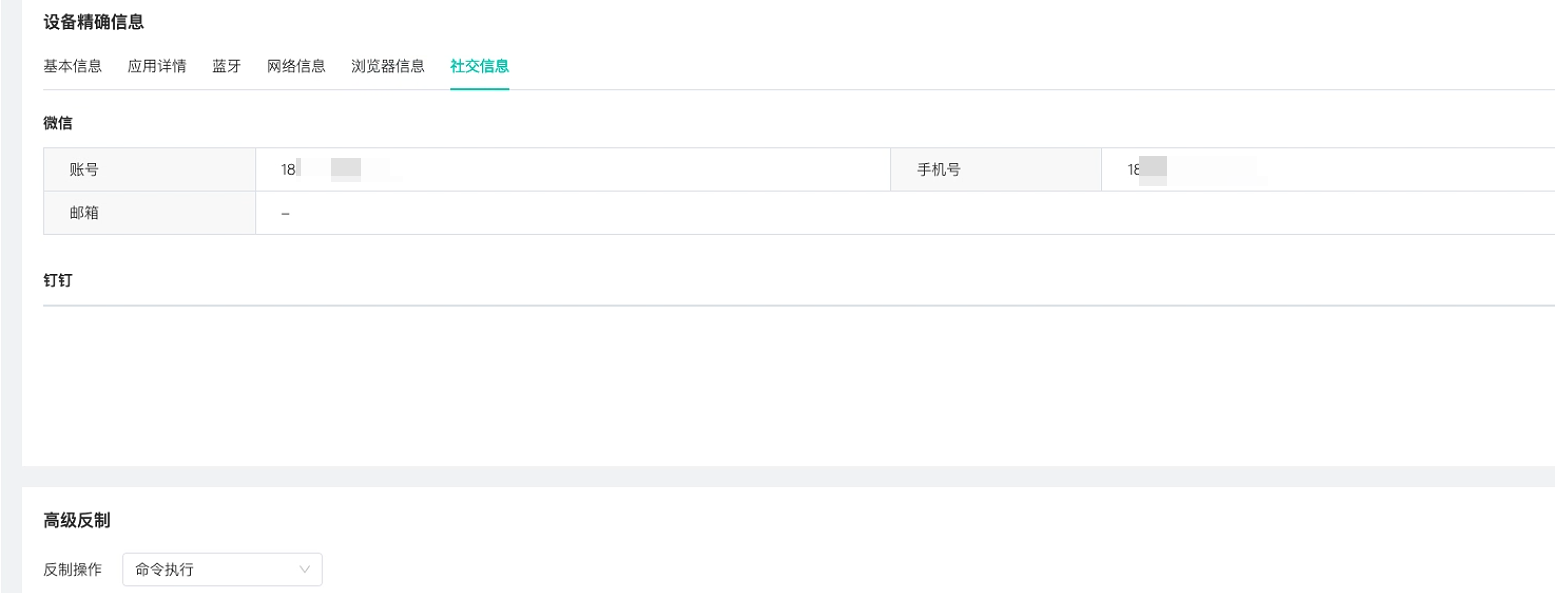 设备精确信息
基本信息 应用详情 蓝牙 网络信息 浏览器信息 社交信息
微信
账号 18 手机号 18
邮箱 –
钉钉
高级反制
反制操作 命令执行